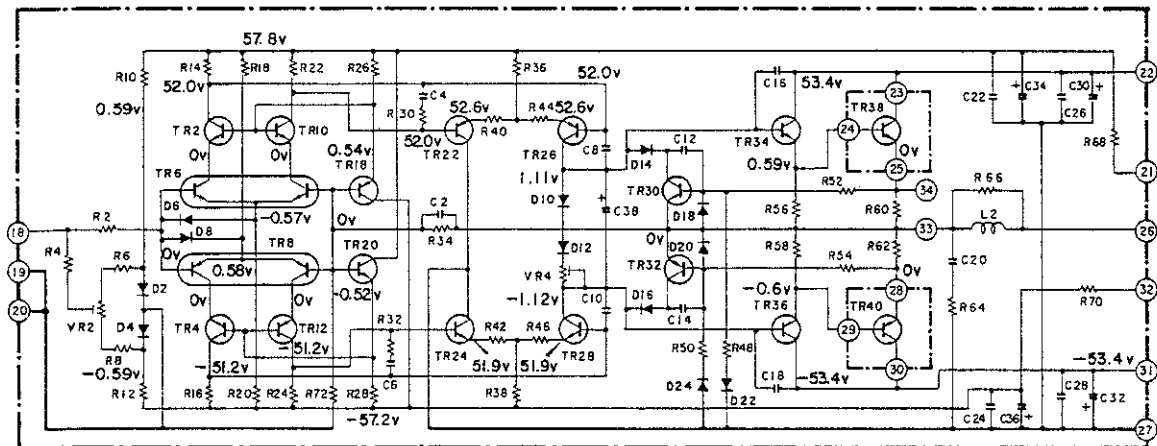 57.8v
R10
R14
R18
R22
R26
R36
52.0v
52.0v
53.4v
C16
22
23
C22
C34
C30
C26
0.59v
C4
R30
52.6v
R44
52.6v
TR38
24
TR2
TR10
R40
TR34
R68
52.0v
C8
C12
0v
0v
0.54v
TR22
TR26
D14
0.59v
0v
TR18
25
21
TR6
1.11v
TR30
R52
34
R66
D6
-0.57v
0v
C2
D10
C38
D18
R56
R60
18
R2
L2
D8
R34
33
26
R4
0v
TR8
TR20
0v
D20
R58
R62
19
R6
D12
0.58v
TR32
R54
0v
C20
32
D2
-0.52v
VR4
0v
0v
-1.12v
C10
-0.6v
28
20
VR2
R32
D16
TR36
TR40
R64
R70
D4
TR4
TR12
C14
29
R42
R46
R50
R48
R8
-51.2v
TR24
TR28
-53.4v
-0.59v
-51.2v
51.9v
51.9v
30
31
C6
D24
C18
-53.4v
R12
R16
R20
R24
R72
R28
R38
D22
C28
C32
-57.2v
C24
C36
27